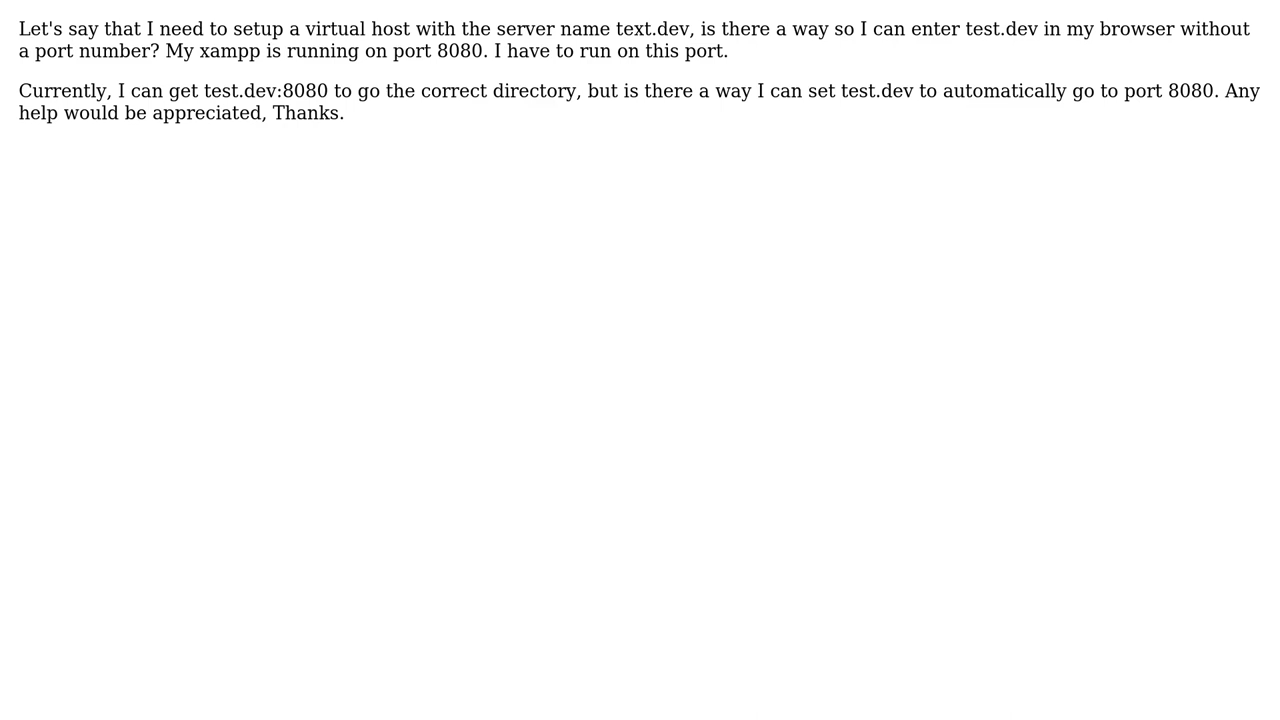 Let's say that I need to setup a virtual host with the server name text.dev, is there a way so I can enter test.dev in my browser without
a port number? My xampp is running on port 8080. I have to run on this port.
Currently, I can get test.dev:8080 to go the correct directory, but is there a way I can set test.dev to automatically go to port 8080. Any
help would be appreciated, Thanks.